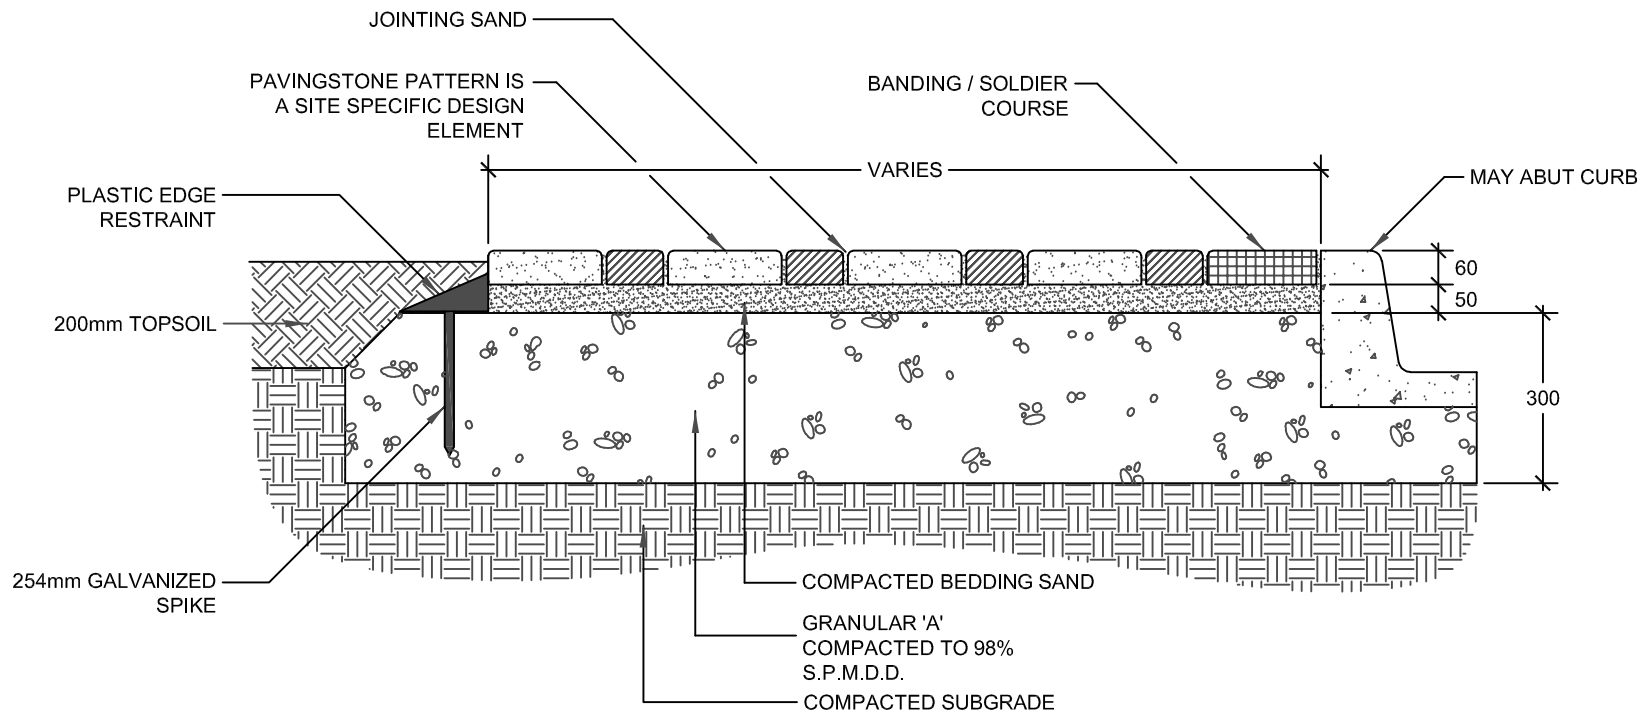 JOINTING SAND
PAVINGSTONE PATTERN IS
A SITE SPECIFIC DESIGN
ELEMENT
BANDING / SOLDIER
COURSE
VARIES
MAY ABUT CURB
PLASTIC EDGE
RESTRAINT
60
50
200mm TOPSOIL
300
254mm GALVANIZED
SPIKE
COMPACTED BEDDING SAND
GRANULAR 'A'
COMPACTED TO 98%
S.P.M.D.D.
COMPACTED SUBGRADE